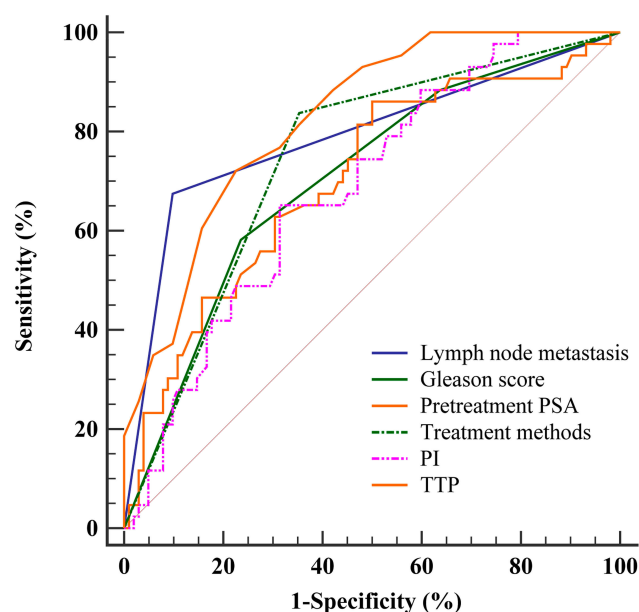 100
80
60
40
20
0
Sensitivity (%)
Lymph node metastasis
Gleason score
Pretreatment PSA
Treatment methods
PI
TTP
0 20 40 60 80 100
1-Specificity (%)